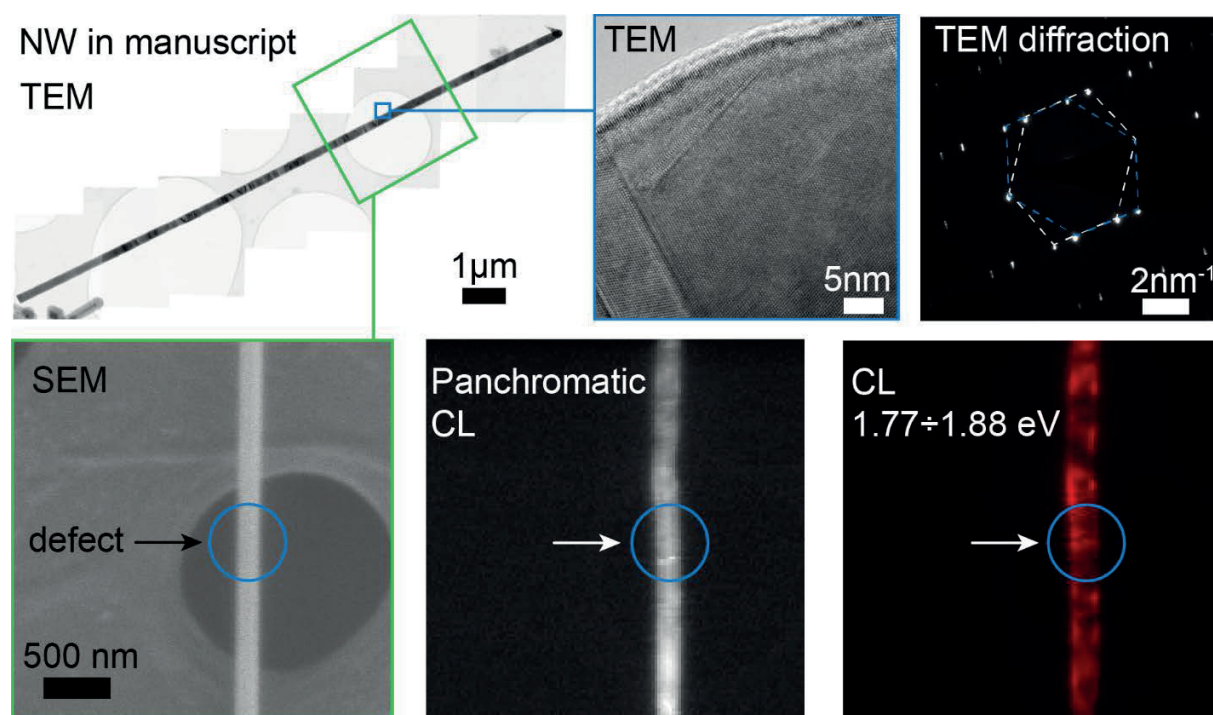 NW in manuscript
TEM
1µm
TEM
5nm
TEM diffraction
2nm⁻¹
SEM
defect
500 nm
Panchromatic
CL
CL
1.77÷1.88 eV